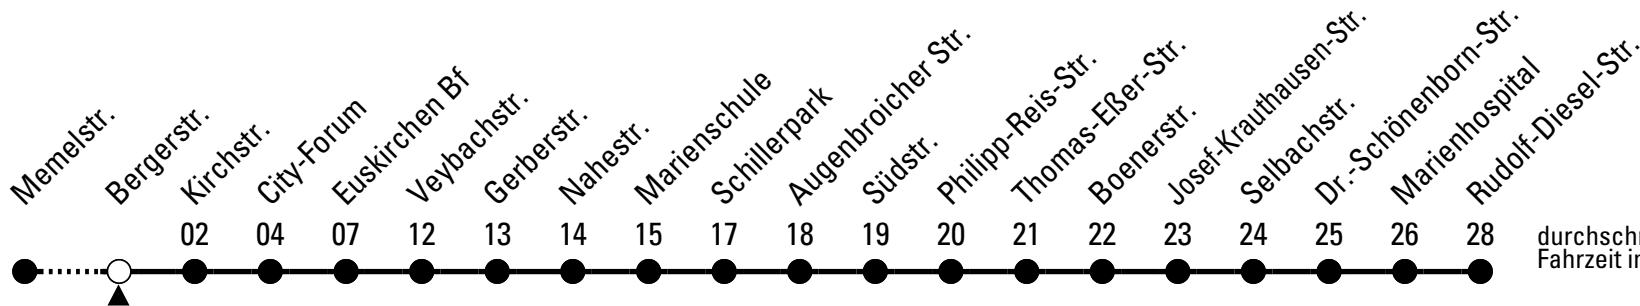 Memelstr.
Bergerstr.
Kirchstr.
City-Forum
Euskirchen Bf
Veybachstr.
Gerberstr.
Nahestr.
Marienschule
Schillerpark
Augenbroicher Str.
Südstr.
Philipp-Reis-Str.
Thomas-Eßer-Str.
Boenerstr.
Josef-Krauthausen-Str.
Selbachstr.
Dr.-Schönenborn-Str.
Marienhospital
Rudolf-Diesel-Str.
02 04 07 12 13 14 15 17 18 19 20 21 22 23 24 25 26 28
Fahrzeit